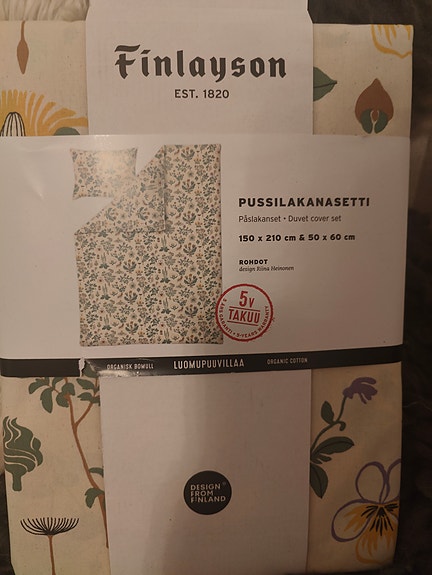 Finlayson
EST. 1820
PUSSILAKANASETTI
Påslakanset • Duvet cover set
150 x 210 cm & 50 x 60 cm
ROHDOT
design Riina Heinonen
5V
TAKUU
ORGANISK BOMULL LUOMUPUUVILLAA ORGANIC COTTON
DESIGN
FROM
FINLAND